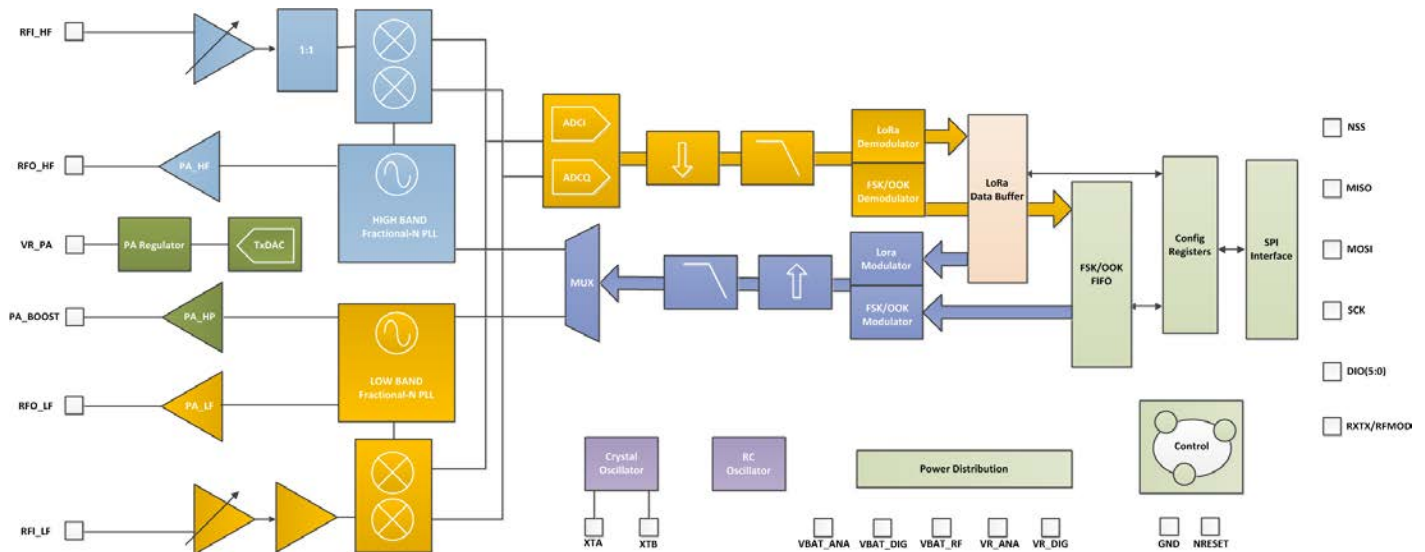 RFI_HF
1:1
RFO_HF
PA_HF
HIGH BAND
Fractional-N PLL
VR_PA
PA Regulator
TxDAC
PA_BOOST
PA_HP
LOW BAND
Fractional-N PLL
RFO_LF
PA_LF
RFI_LF
ADCI
ADCQ
LoRa
Demodulator
FSK/OOK
Demodulator
LoRa
Data Buffer
MUX
Lora
Modulator
FSK/OOK
Modulator
FSK/OOK
FIFO
Config
Registers
SPI
Interface
NSS
MISO
MOSI
SCK
DIO(5:0)
RXTX/RFMOD
Crystal
Oscillator
RC
Oscillator
Power Distribution
Control
XTA
XTB
VBAT_ANA
VBAT_DIG
VBAT_RF
VR_ANA
VR_DIG
GND
NRESET